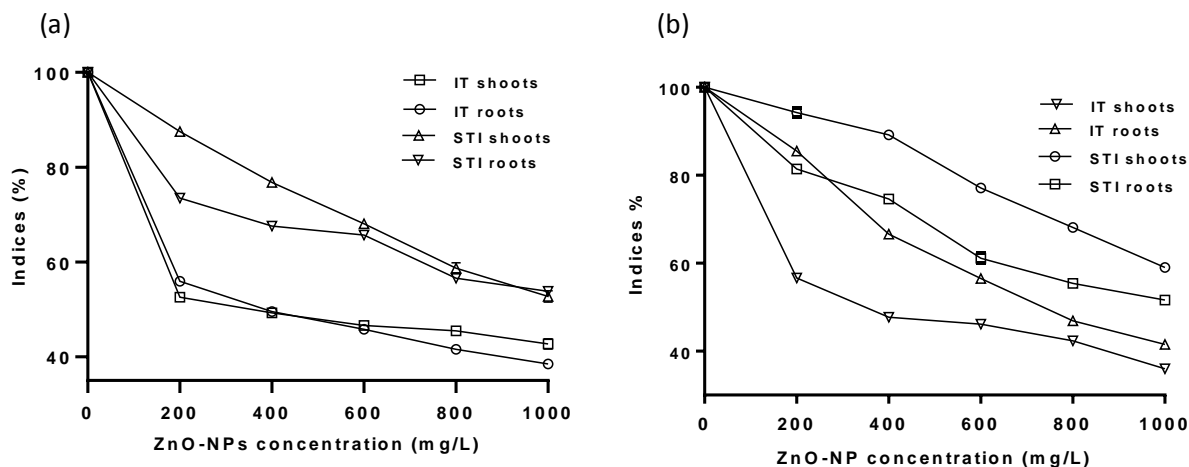 (a)
100
80
60
40
0 200 400 600 800 1000
Indices (%)
ZnO-NPs concentration (mg/L)
IT shoots
IT roots
STI shoots
STI roots
(b)
100
80
60
40
0 200 400 600 800 1000
Indices %
ZnO-NP concentration (mg/L)
IT shoots
IT roots
STI shoots
STI roots